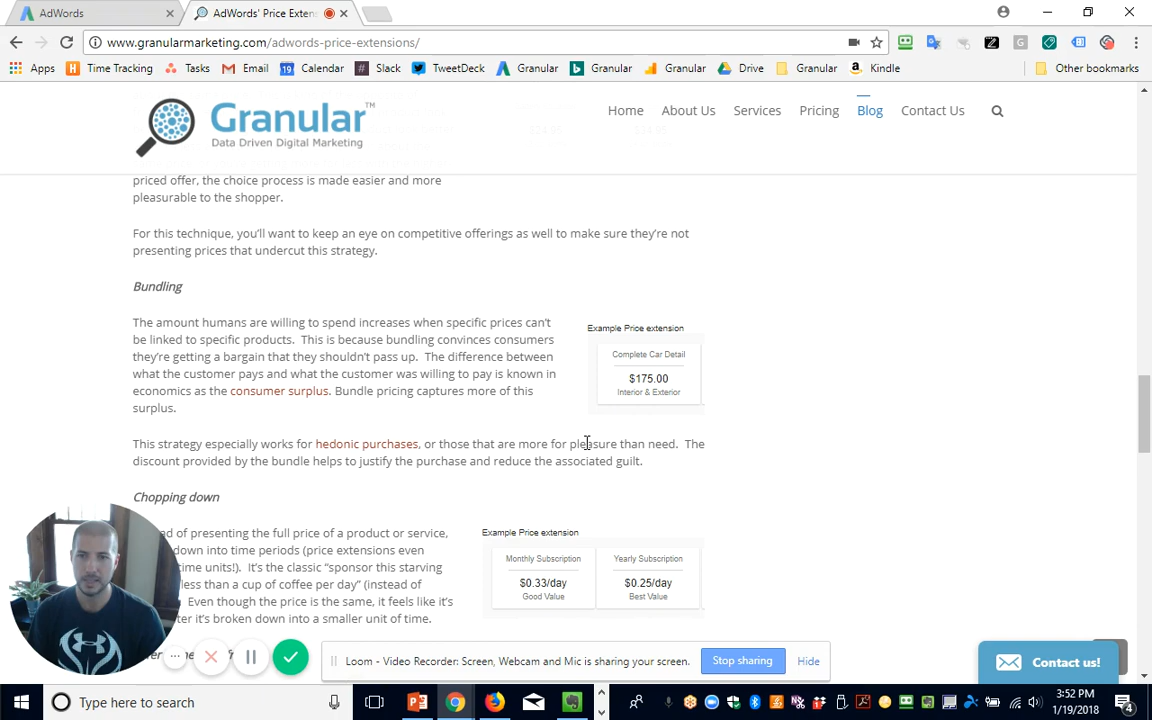 AdWords
AdWords' Price Exten
www.granularmarketing.com/adwords-price-extensions/
Apps Time Tracking Tasks Email Calendar Slack TweetDeck Granular Granular Granular Drive Granular Kindle Other bookmarks
Granular™
Data Driven Digital Marketing
Home About Us Services Pricing Blog Contact Us
priced offer, the choice process is made easier and more
pleasurable to the shopper.
For this technique, you'll want to keep an eye on competitive offerings as well to make sure they're not
presenting prices that undercut this strategy.
Bundling
The amount humans are willing to spend increases when specific prices can't
be linked to specific products. This is because bundling convinces consumers
they're getting a bargain that they shouldn't pass up. The difference between
what the customer pays and what the customer was willing to pay is known in
economics as the consumer surplus. Bundle pricing captures more of this
surplus.
Example Price extension
Complete Car Detail
$175.00
Interior & Exterior
This strategy especially works for hedonic purchases, or those that are more for pleasure than need. The
discount provided by the bundle helps to justify the purchase and reduce the associated guilt.
Chopping down
d of presenting the full price of a product or service,
down into time periods (price extensions even
time units!). It's the classic "sponsor this starving
less than a cup of coffee per day" (instead of
Even though the price is the same, it feels like it's
ter it's broken down into a smaller unit of time.
Example Price extension
Monthly Subscription
$0.33/day
Good Value
Yearly Subscription
$0.25/day
Best Value
Loom - Video Recorder: Screen, Webcam and Mic is sharing your screen.
Stop sharing
Hide
Contact us!
Type here to search
3:52 PM
1/19/2018
4